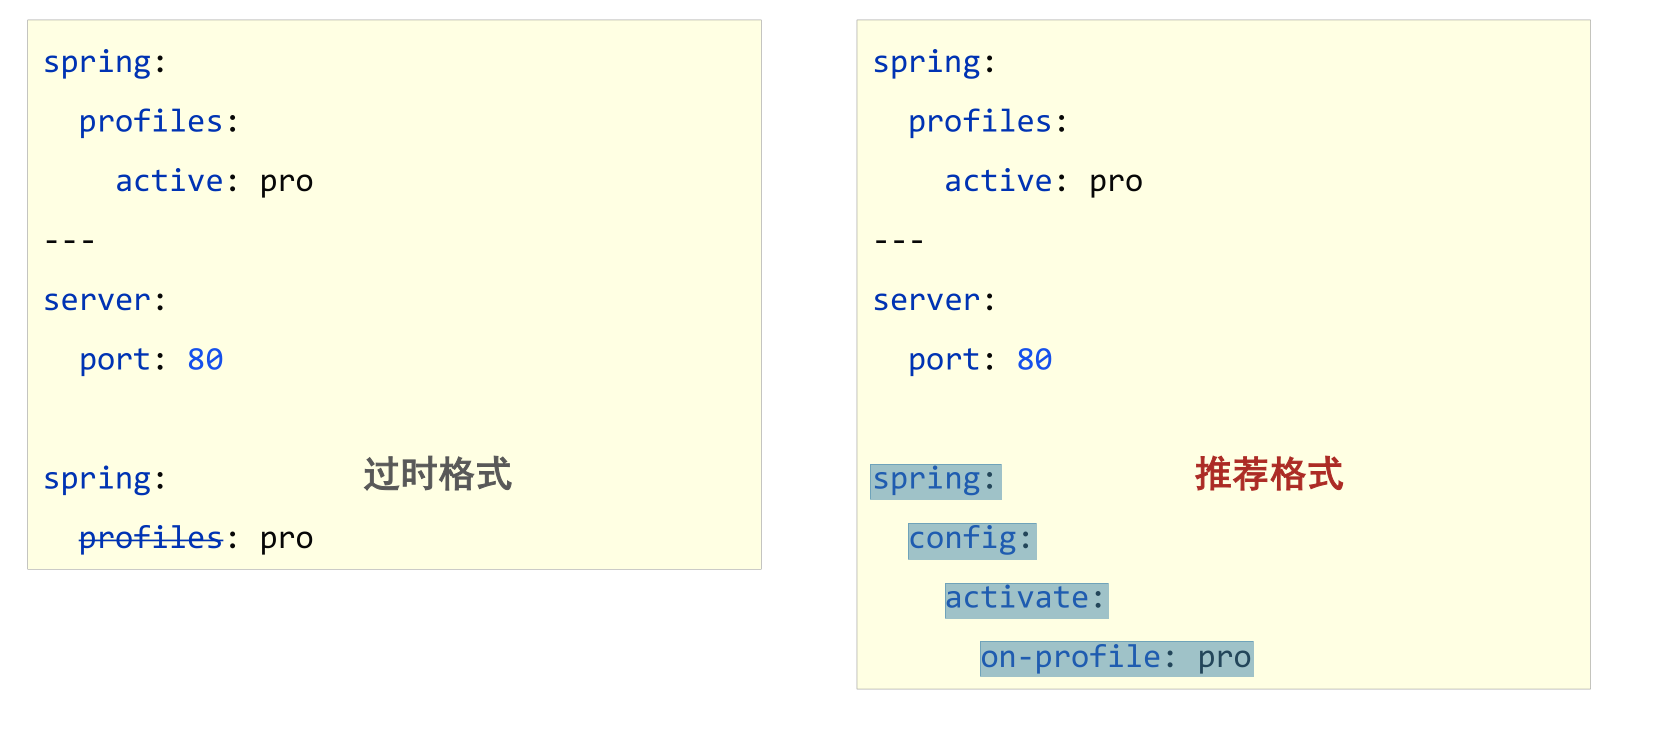 spring:
  profiles:
    active: pro
---
server:
  port: 80
spring:
过时格式
  profiles: pro
spring:
  profiles:
    active: pro
---
server:
  port: 80
spring:
推荐格式
  config:
    activate:
      on-profile: pro